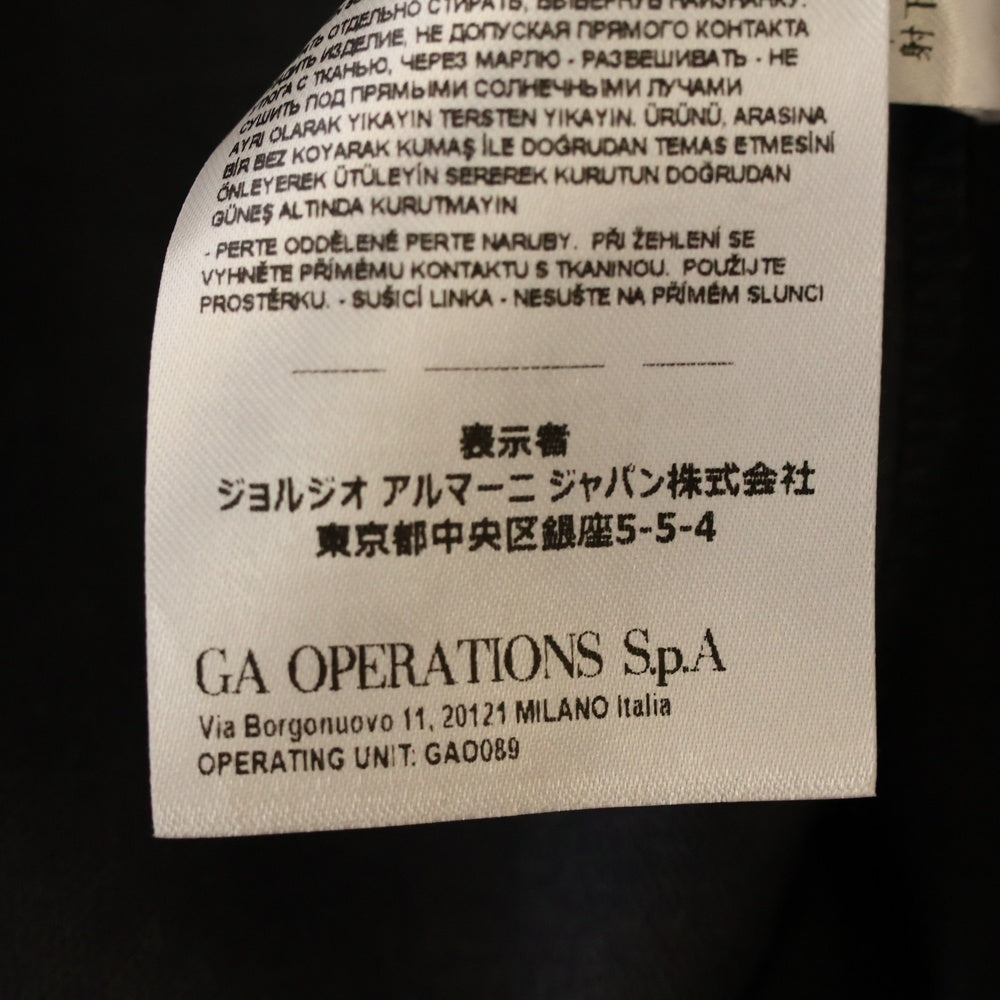 ОТДЕЛЬНО СТИРАТЬ, ВЫВЕРНУВ НАИЗНАНКУ.
ИЗДЕЛИЕ, НЕ ДОПУСКАЯ ПРЯМОГО КОНТАКТА
С ТКАНЬЮ, ЧЕРЕЗ МАРЛЮ - РАЗВЕШИВАТЬ - НЕ
СУШИТЬ ПОД ПРЯМЫМИ СОЛНЕЧНЫМИ ЛУЧАМИ
AYRI OLARAK YIKAYIN TERSTEN YIKAYIN. ÜRÜNÜ, ARASINA
BİR BEZ KOYARAK KUMAŞ İLE DOĞRUDAN TEMAS ETMESİNİ
ÖNLEYEREK ÜTÜLEYİN SEREREK KURUTUN DOĞRUDAN
GÜNEŞ ALTINDA KURUTMAYIN
- PERTE ODDĚLENĚ PERTE NARUBY. PŘI ŽEHLENÍ SE
VYHNĚTE PŘÍMÉMU KONTAKTU S TKANINOU. POUŽIJTE
PROSTĚRKU. - SUŠICÍ LINKA - NESUŠTE NA PŘÍMÉM SLUNCI
表示者
ジョルジオ アルマーニ ジャパン株式会社
東京都中央区銀座5-5-4
GA OPERATIONS S.p.A
Via Borgonuovo 11, 20121 MILANO Italia
OPERATING UNIT: GAO089